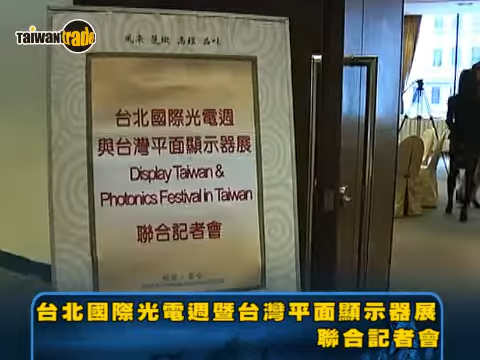 taiwantrade
台北國際光電週
與台灣平面顯示器展
Display Taiwan &
Photonics Festival in Taiwan
聯合記者會
台北國際光電週暨台灣平面顯示器展
聯合記者會